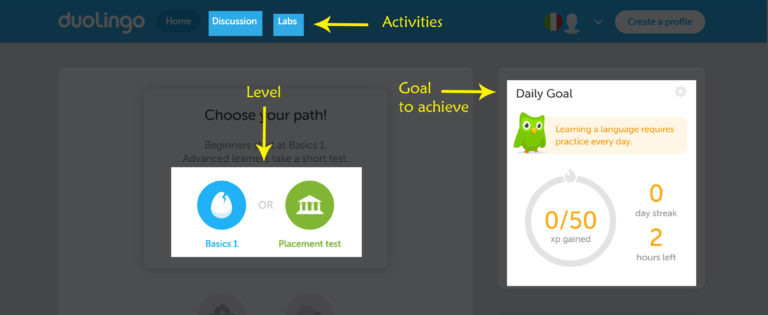 duolingo Home Discussion Labs Activities Create a profile
Level
Choose your path!
Beginners start at Basics 1.
Advanced learners take a short test.
Basics 1 OR Placement test
Goal
to achieve
Daily Goal
Learning a language requires
practice every day.
0/50
xp gained
0
day streak
2
hours left